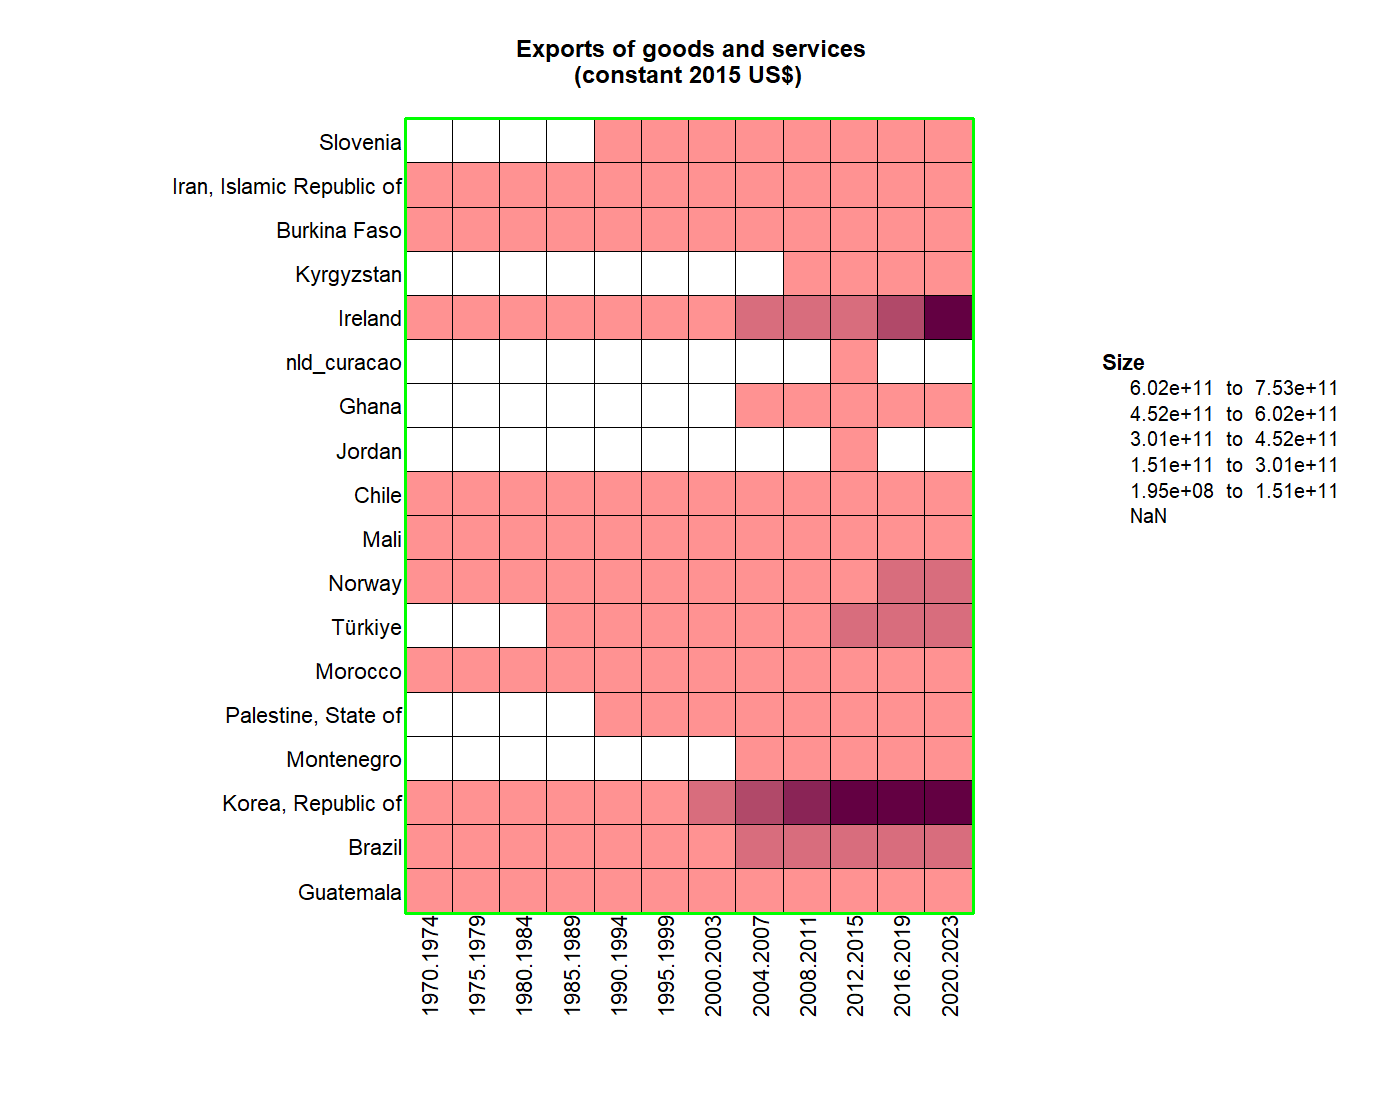 Exports of goods and services
(constant 2015 US$)
Slovenia
Iran, Islamic Republic of
Burkina Faso
Kyrgyzstan
Ireland
nld_curacao
Ghana
Jordan
Chile
Mali
Norway
Türkiye
Morocco
Palestine, State of
Montenegro
Korea, Republic of
Brazil
Guatemala
1970.1974
1975.1979
1980.1984
1985.1989
1990.1994
1995.1999
2000.2003
2004.2007
2008.2011
2012.2015
2016.2019
2020.2023
Size
6.02e+11 to 7.53e+11
4.52e+11 to 6.02e+11
3.01e+11 to 4.52e+11
1.51e+11 to 3.01e+11
1.95e+08 to 1.51e+11
NaN